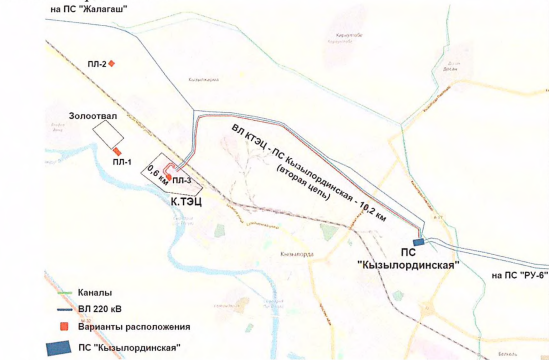 на ПС "Жалагаш"
ПЛ-2
Золоотвал
ПЛ-1
0,6 км
ПЛ-3
К.ТЭЦ
ВЛ КТЭЦ - ПС Кызылординская - 10,2 км
(вторая цепь)
Кызылорда
ПС
"Кызылординская"
на ПС "РУ-6"
Каналы
ВЛ 220 кВ
Варианты расположения
ПС "Кызылординская"